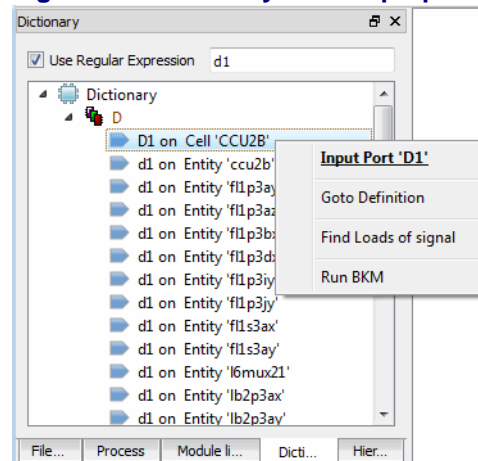 Dictionary
Use Regular Expression d1
Dictionary
D
D1 on Cell 'CCU2B'
d1 on Entity 'ccu2b'
d1 on Entity 'fl1p3ay
d1 on Entity 'fl1p3az
d1 on Entity 'fl1p3bx
d1 on Entity 'fl1p3dx
d1 on Entity 'fl1p3iy'
d1 on Entity 'fl1p3jy'
d1 on Entity 'fl1s3ax'
d1 on Entity 'fl1s3ay'
d1 on Entity 'l6mux21'
d1 on Entity 'lb2p3ax'
d1 on Entity 'lb2p3ay'
Input Port 'D1'
Goto Definition
Find Loads of signal
Run BKM
File... Process Module li... Dicti... Hier...